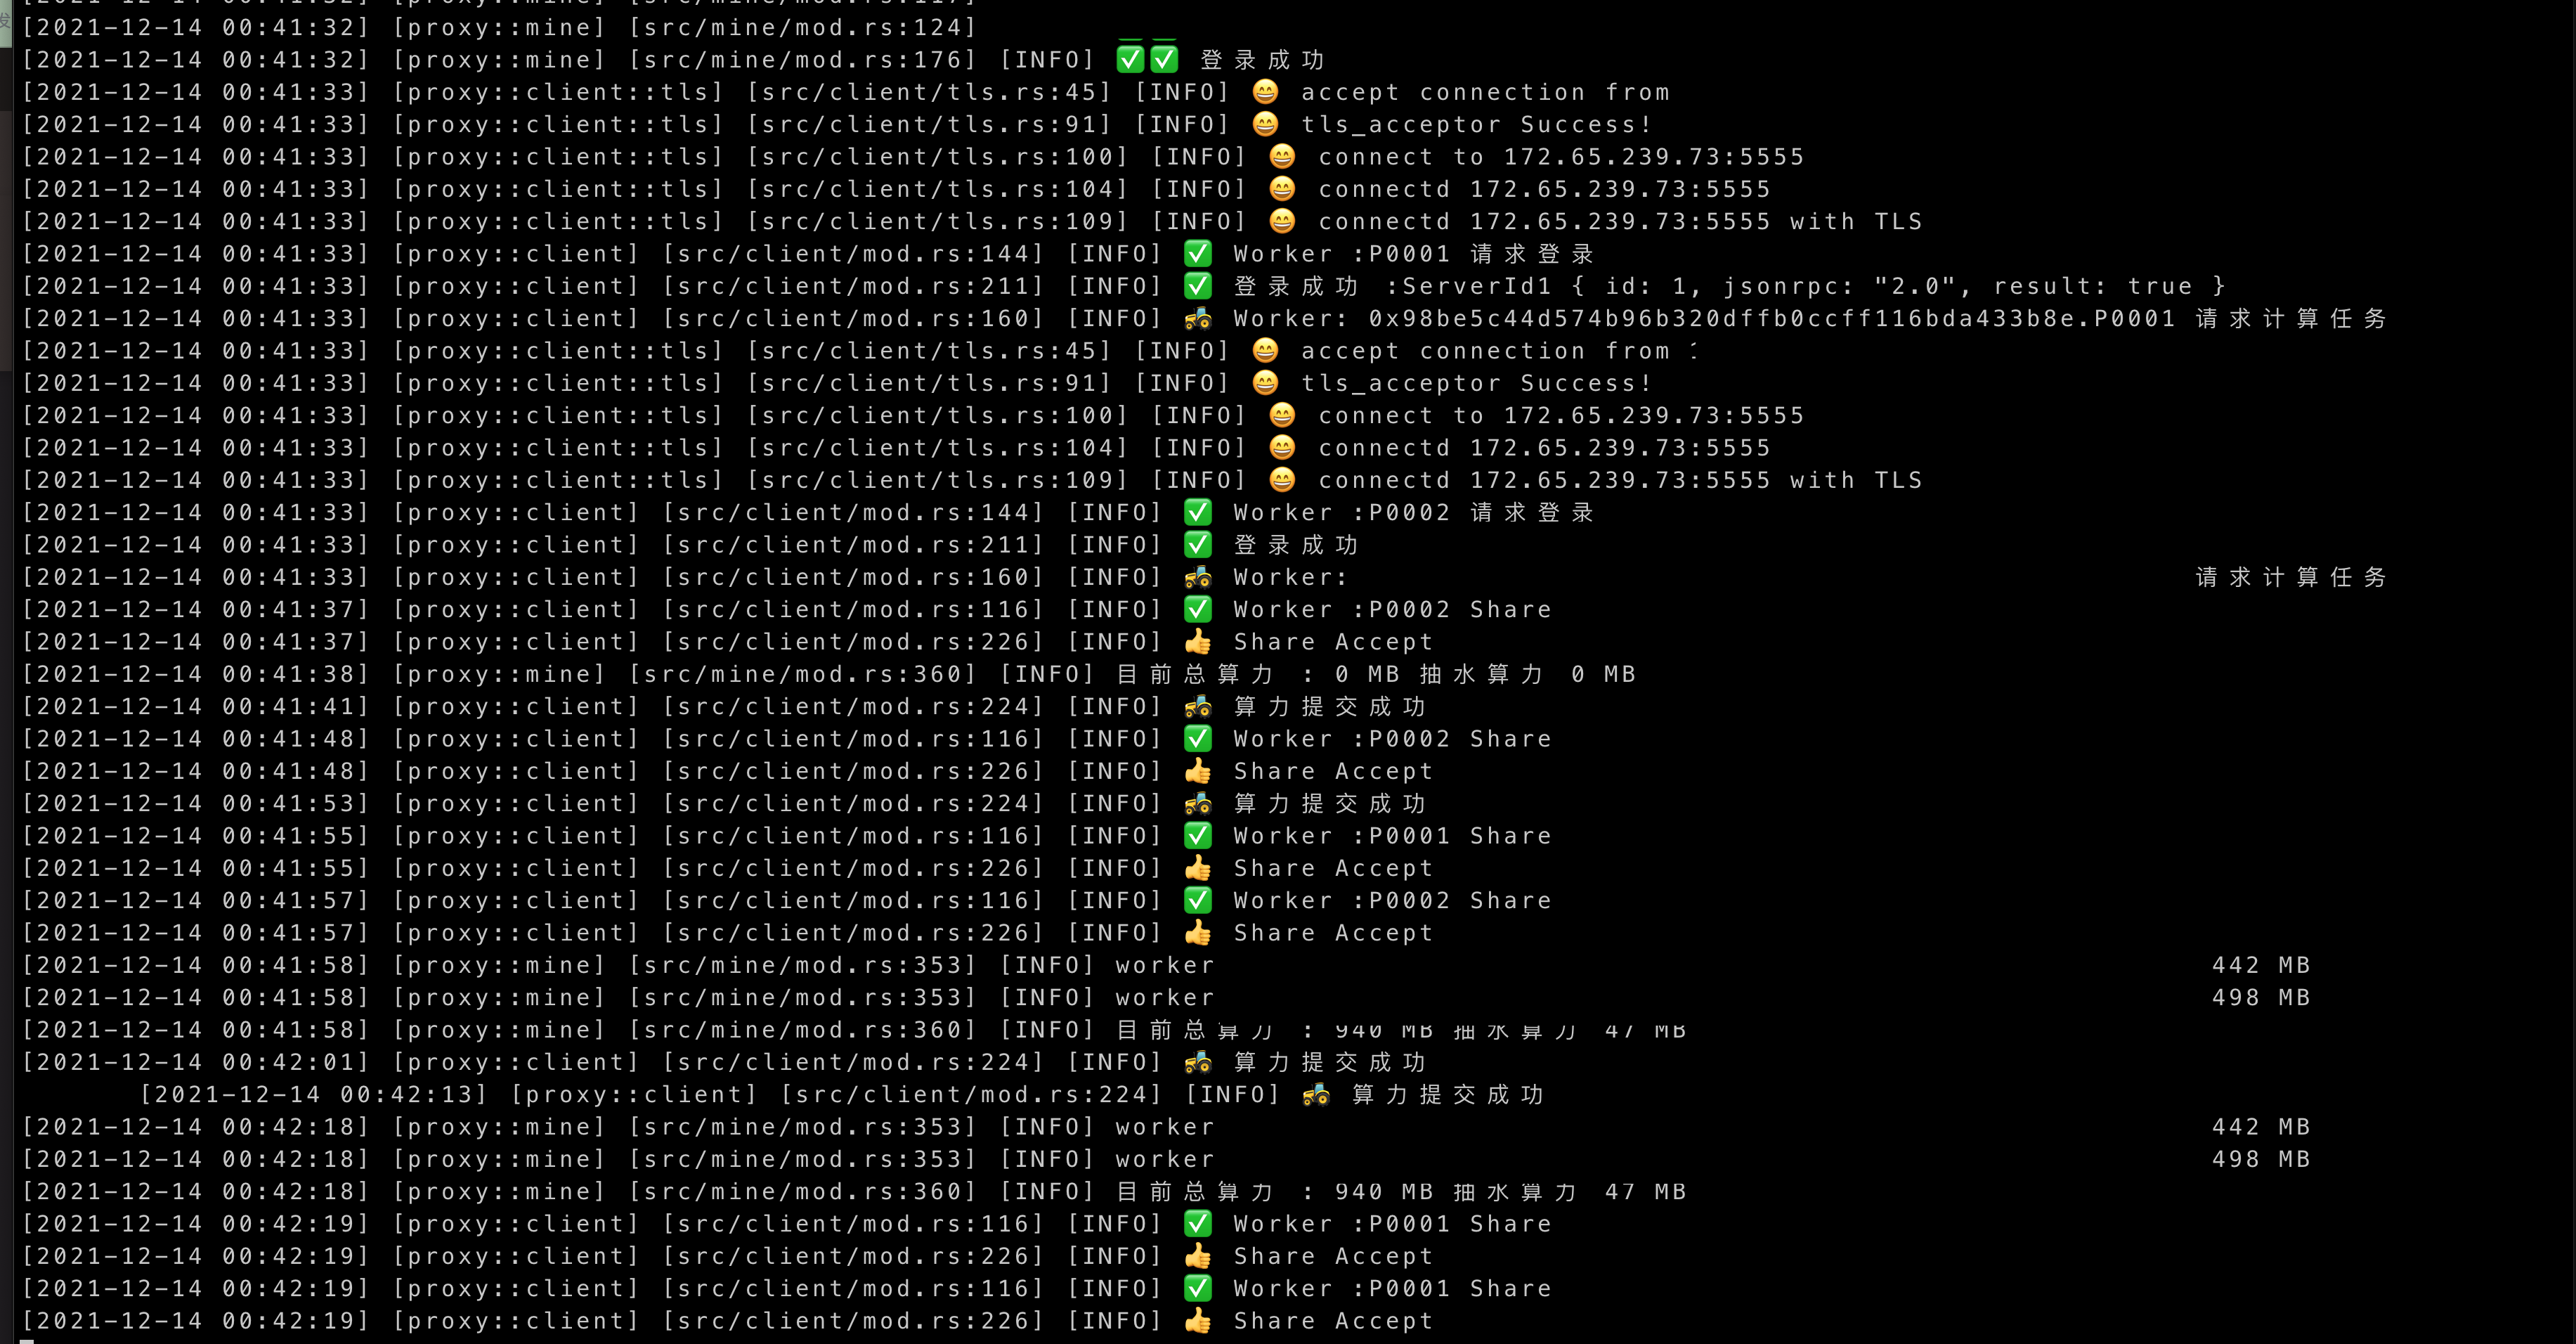 [2021-12-14 00:41:32] [proxy::mine] [src/mine/mod.rs:117]
[2021-12-14 00:41:32] [proxy::mine] [src/mine/mod.rs:124]
[2021-12-14 00:41:32] [proxy::mine] [src/mine/mod.rs:176] [INFO] ✅✅ 登录成功
[2021-12-14 00:41:33] [proxy::client::tls] [src/client/tls.rs:45] [INFO] 😄 accept connection from
[2021-12-14 00:41:33] [proxy::client::tls] [src/client/tls.rs:91] [INFO] 😄 tls_acceptor Success!
[2021-12-14 00:41:33] [proxy::client::tls] [src/client/tls.rs:100] [INFO] 😄 connect to 172.65.239.73:5555
[2021-12-14 00:41:33] [proxy::client::tls] [src/client/tls.rs:104] [INFO] 😄 connectd 172.65.239.73:5555
[2021-12-14 00:41:33] [proxy::client::tls] [src/client/tls.rs:109] [INFO] 😄 connectd 172.65.239.73:5555 with TLS
[2021-12-14 00:41:33] [proxy::client] [src/client/mod.rs:144] [INFO] ✅ Worker :P0001 请求登录
[2021-12-14 00:41:33] [proxy::client] [src/client/mod.rs:211] [INFO] ✅ 登录成功 :ServerId1 { id: 1, jsonrpc: "2.0", result: true }
[2021-12-14 00:41:33] [proxy::client] [src/client/mod.rs:160] [INFO] 🚜 Worker: 0x98be5c44d574b96b320dffb0ccff116bda433b8e.P0001 请求计算任务
[2021-12-14 00:41:33] [proxy::client::tls] [src/client/tls.rs:45] [INFO] 😄 accept connection from
[2021-12-14 00:41:33] [proxy::client::tls] [src/client/tls.rs:91] [INFO] 😄 tls_acceptor Success!
[2021-12-14 00:41:33] [proxy::client::tls] [src/client/tls.rs:100] [INFO] 😄 connect to 172.65.239.73:5555
[2021-12-14 00:41:33] [proxy::client::tls] [src/client/tls.rs:104] [INFO] 😄 connectd 172.65.239.73:5555
[2021-12-14 00:41:33] [proxy::client::tls] [src/client/tls.rs:109] [INFO] 😄 connectd 172.65.239.73:5555 with TLS
[2021-12-14 00:41:33] [proxy::client] [src/client/mod.rs:144] [INFO] ✅ Worker :P0002 请求登录
[2021-12-14 00:41:33] [proxy::client] [src/client/mod.rs:211] [INFO] ✅ 登录成功
[2021-12-14 00:41:33] [proxy::client] [src/client/mod.rs:160] [INFO] 🚜 Worker: 请求计算任务
[2021-12-14 00:41:37] [proxy::client] [src/client/mod.rs:116] [INFO] ✅ Worker :P0002 Share
[2021-12-14 00:41:37] [proxy::client] [src/client/mod.rs:226] [INFO] 👍 Share Accept
[2021-12-14 00:41:38] [proxy::mine] [src/mine/mod.rs:360] [INFO] 目前总算力 : 0 MB 抽水算力 0 MB
[2021-12-14 00:41:41] [proxy::client] [src/client/mod.rs:224] [INFO] 🚜 算力提交成功
[2021-12-14 00:41:48] [proxy::client] [src/client/mod.rs:116] [INFO] ✅ Worker :P0002 Share
[2021-12-14 00:41:48] [proxy::client] [src/client/mod.rs:226] [INFO] 👍 Share Accept
[2021-12-14 00:41:53] [proxy::client] [src/client/mod.rs:224] [INFO] 🚜 算力提交成功
[2021-12-14 00:41:55] [proxy::client] [src/client/mod.rs:116] [INFO] ✅ Worker :P0001 Share
[2021-12-14 00:41:55] [proxy::client] [src/client/mod.rs:226] [INFO] 👍 Share Accept
[2021-12-14 00:41:57] [proxy::client] [src/client/mod.rs:116] [INFO] ✅ Worker :P0002 Share
[2021-12-14 00:41:57] [proxy::client] [src/client/mod.rs:226] [INFO] 👍 Share Accept
[2021-12-14 00:41:58] [proxy::mine] [src/mine/mod.rs:353] [INFO] worker 442 MB
[2021-12-14 00:41:58] [proxy::mine] [src/mine/mod.rs:353] [INFO] worker 498 MB
[2021-12-14 00:41:58] [proxy::mine] [src/mine/mod.rs:360] [INFO] 目前总算力 : 940 MB 抽水算力 47 MB
[2021-12-14 00:42:01] [proxy::client] [src/client/mod.rs:224] [INFO] 🚜 算力提交成功
[2021-12-14 00:42:13] [proxy::client] [src/client/mod.rs:224] [INFO] 🚜 算力提交成功
[2021-12-14 00:42:18] [proxy::mine] [src/mine/mod.rs:353] [INFO] worker 442 MB
[2021-12-14 00:42:18] [proxy::mine] [src/mine/mod.rs:353] [INFO] worker 498 MB
[2021-12-14 00:42:18] [proxy::mine] [src/mine/mod.rs:360] [INFO] 目前总算力 : 940 MB 抽水算力 47 MB
[2021-12-14 00:42:19] [proxy::client] [src/client/mod.rs:116] [INFO] ✅ Worker :P0001 Share
[2021-12-14 00:42:19] [proxy::client] [src/client/mod.rs:226] [INFO] 👍 Share Accept
[2021-12-14 00:42:19] [proxy::client] [src/client/mod.rs:116] [INFO] ✅ Worker :P0001 Share
[2021-12-14 00:42:19] [proxy::client] [src/client/mod.rs:226] [INFO] 👍 Share Accept